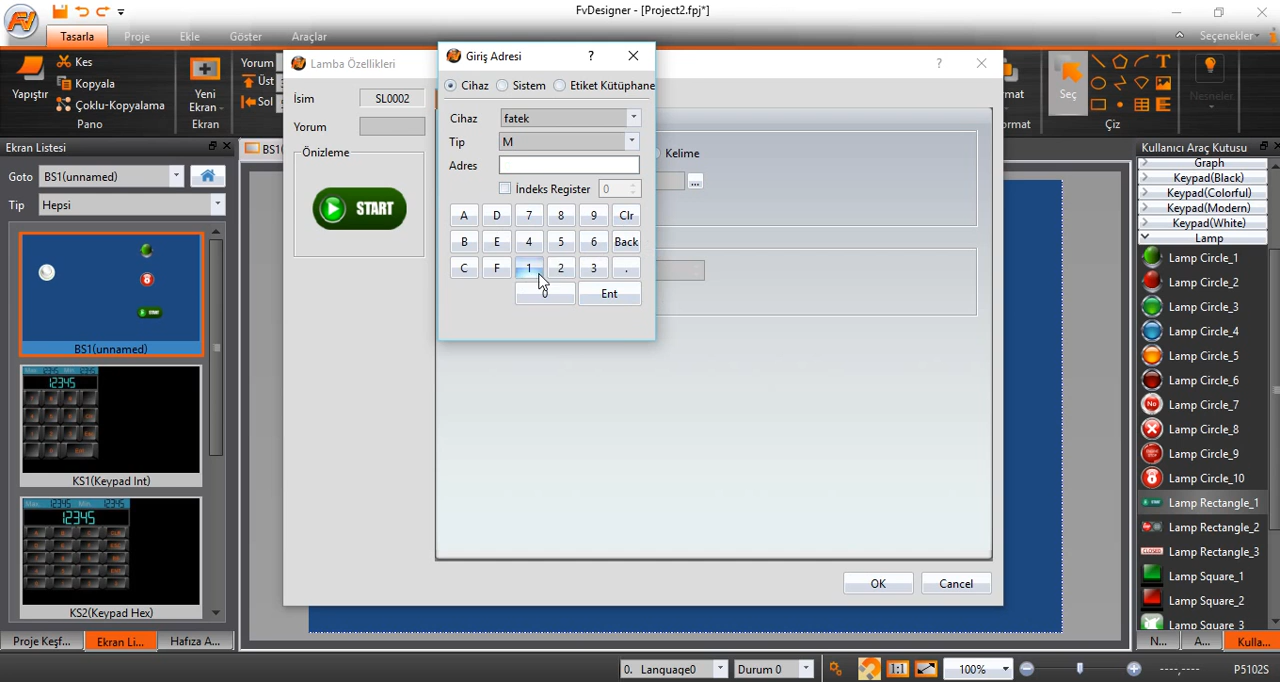 FvDesigner - [Project2.fpj*]
Tasarla Proje Ekle Göster Araçlar Seçenekler
Yapıştır
Kes
Kopyala
Çoklu-Kopyalama
Pano
Yeni
Ekran
Ekran
Yorum
Üst
Sol
Seç
Çiz
Nesneler
Ekran Listesi
Goto BS1(unnamed)
Tip Hepsi
BS1(unnamed)
KS1(Keypad Int)
KS2(Keypad Hex)
Proje Keşf... Ekran Li... Hafıza A...
Lamba Özellikleri
İsim SL0002
Yorum
Önizleme
START
Kelime
...
OK Cancel
Giriş Adresi ?
Cihaz Sistem Etiket Kütüphane
Cihaz fatek
Tip M
Adres
İndeks Register 0
A D 7 8 9 Clr
B E 4 5 6 Back
C F 1 2 3 .
0 Ent
Kullanıcı Araç Kutusu
Graph
Keypad(Black)
Keypad(Colorful)
Keypad(Modern)
Keypad(White)
Lamp
Lamp Circle_1
Lamp Circle_2
Lamp Circle_3
Lamp Circle_4
Lamp Circle_5
Lamp Circle_6
Lamp Circle_7
Lamp Circle_8
Lamp Circle_9
Lamp Circle_10
Lamp Rectangle_1
Lamp Rectangle_2
Lamp Rectangle_3
Lamp Square_1
Lamp Square_2
Lamp Square_3
N... A... Kulla...
0. Language0 Durum 0 1:1 100% ----,---- P5102S